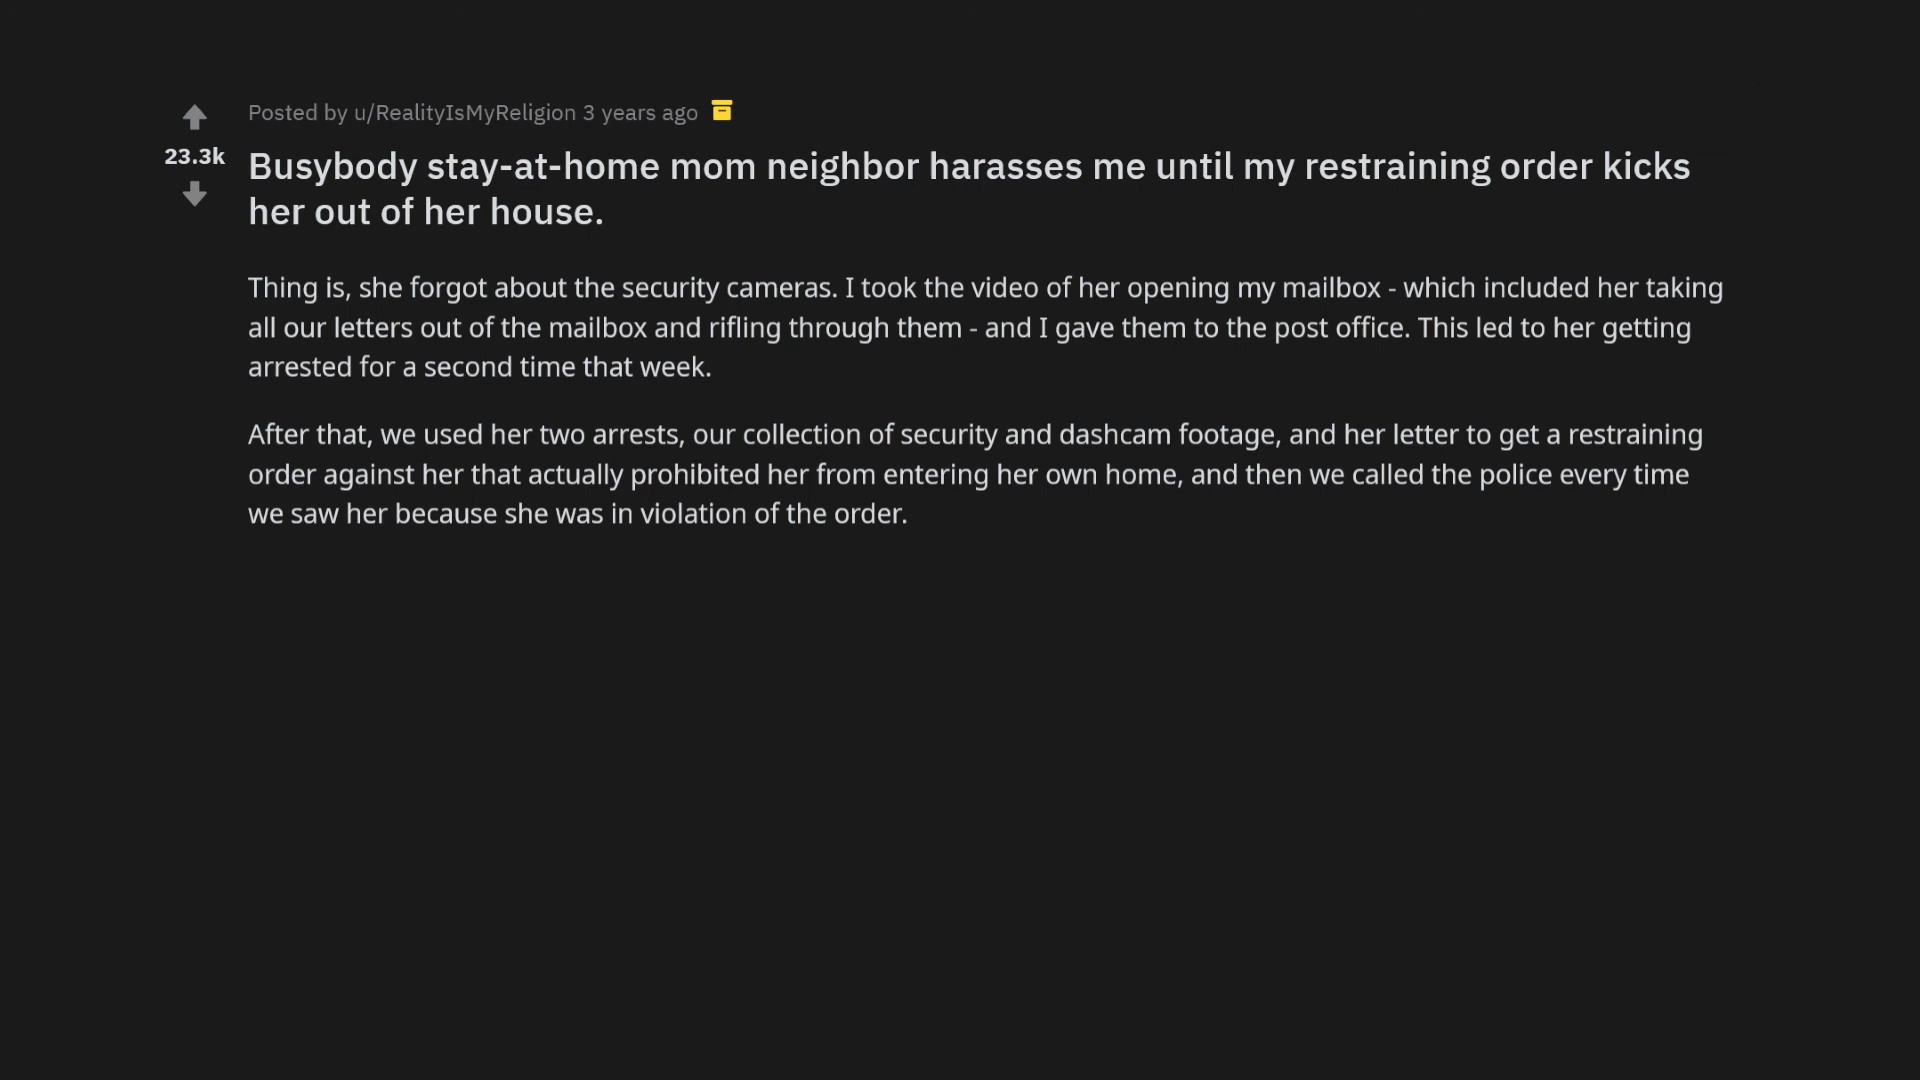 Posted by u/RealityIsMyReligion 3 years ago
23.3k
Busybody stay-at-home mom neighbor harasses me until my restraining order kicks
her out of her house.
Thing is, she forgot about the security cameras. I took the video of her opening my mailbox - which included her taking
all our letters out of the mailbox and rifling through them - and I gave them to the post office. This led to her getting
arrested for a second time that week.
After that, we used her two arrests, our collection of security and dashcam footage, and her letter to get a restraining
order against her that actually prohibited her from entering her own home, and then we called the police every time
we saw her because she was in violation of the order.